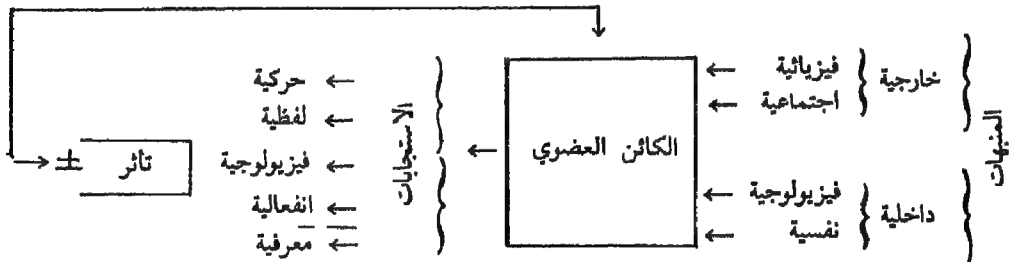 المنبهات
خارجية
فيزيائية
اجتماعية
داخلية
فيزيولوجية
نفسية
الكائن العضوي
الاستجابات
حركية
لفظية
فيزيولوجية
انفعالية
معرفية
تأثر
±